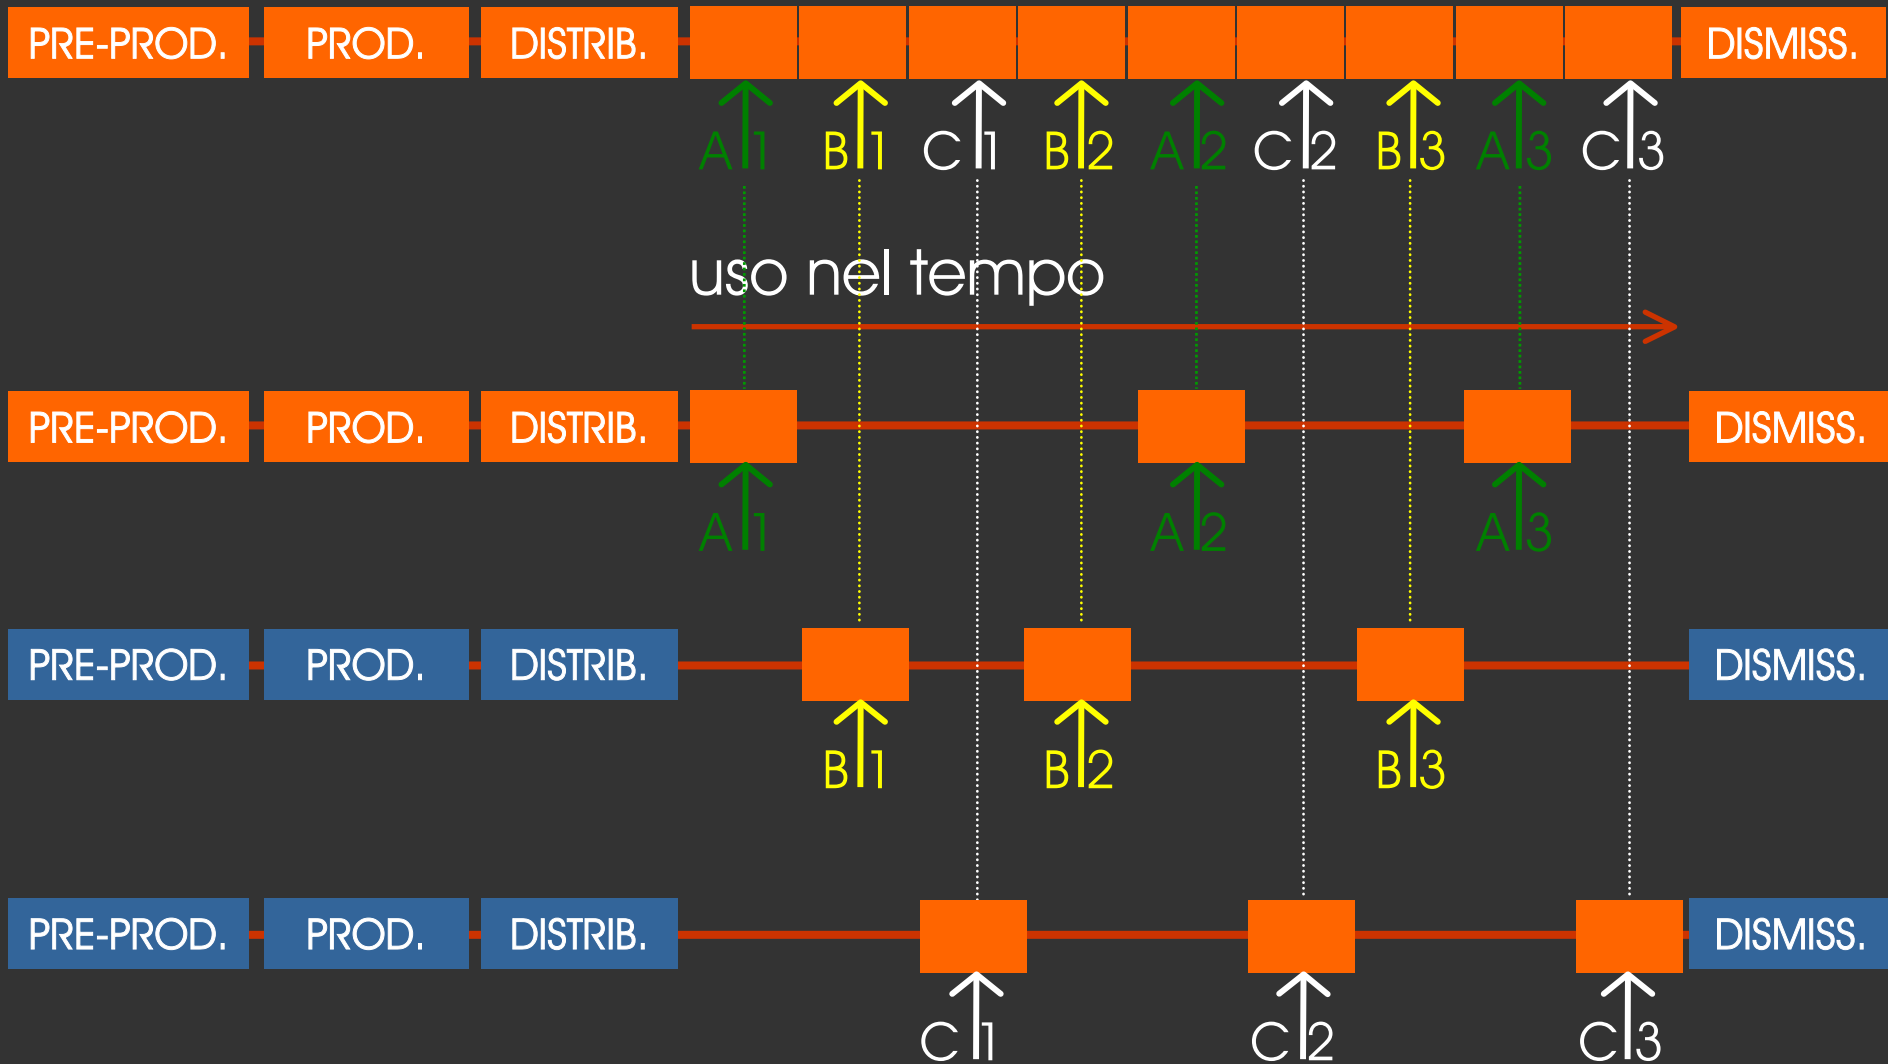 PRE-PROD. PROD. DISTRIB. DISMISS.
A 1 B 1 C 1 B 2 A 2 C 2 B 3 A 3 C 3
uso nel tempo
PRE-PROD. PROD. DISTRIB. DISMISS.
A 1 A 2 A 3
PRE-PROD. PROD. DISTRIB. DISMISS.
B 1 B 2 B 3
PRE-PROD. PROD. DISTRIB. DISMISS.
C 1 C 2 C 3